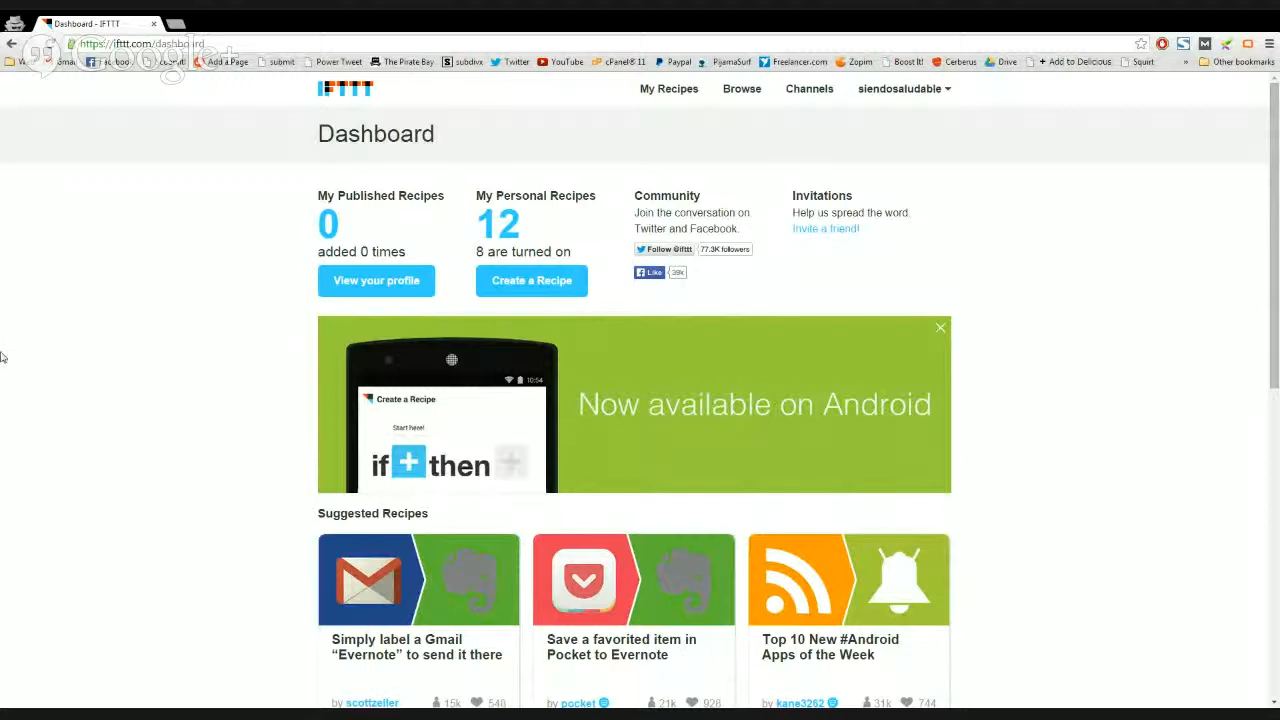 Dashboard - IFTTT
https://ifttt.com/dashboard
Google+
Add a Page
submit
Power Tweet
The Pirate Bay
subdivx
Twitter
YouTube
cPanel® 11
Paypal
PijamaSurf
Freelancer.com
Zopim
Boost It!
Cerberus
Drive
Add to Delicious
Squirt
Other bookmarks
IFTTT
My Recipes
Browse
Channels
siendosaludable
Dashboard
My Published Recipes
0
added 0 times
View your profile
My Personal Recipes
12
8 are turned on
Create a Recipe
Community
Join the conversation on
Twitter and Facebook.
Follow @ifttt
77.3K followers
Like
39k
Invitations
Help us spread the word.
Invite a friend!
10:54
Create a Recipe
Start here!
if + then +
Now available on Android
Suggested Recipes
Simply label a Gmail
“Evernote” to send it there
by scottzeller
15k
548
Save a favorited item in
Pocket to Evernote
by pocket
21k
928
Top 10 New #Android
Apps of the Week
by kane3262
31k
744